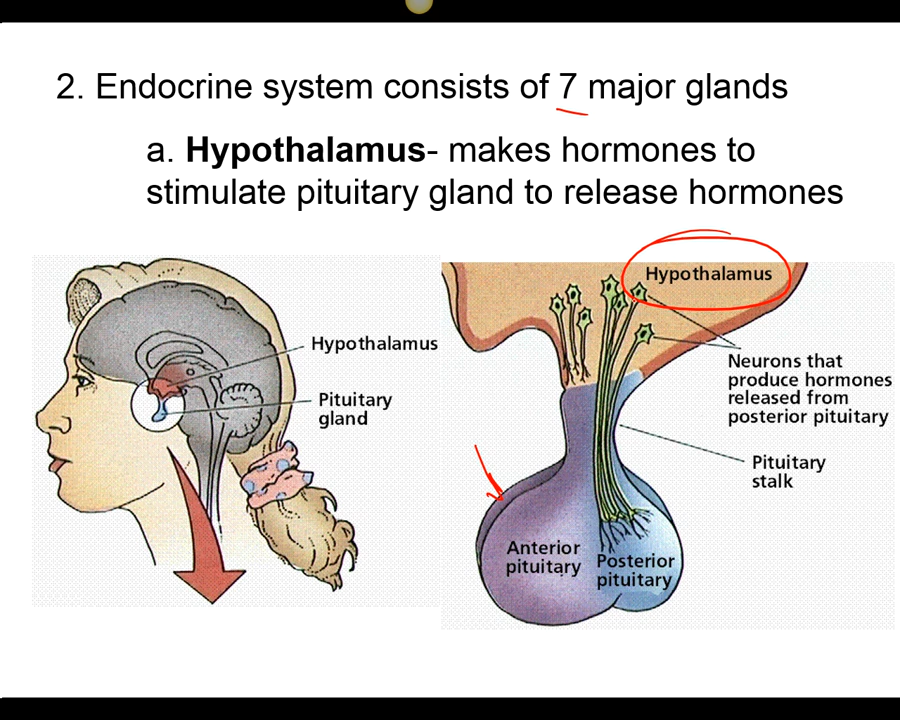 2. Endocrine system consists of 7 major glands
a. Hypothalamus- makes hormones to
stimulate pituitary gland to release hormones
Hypothalamus
Pituitary
gland
Hypothalamus
Neurons that
produce hormones
released from
posterior pituitary
Pituitary
stalk
Anterior
pituitary
Posterior
pituitary